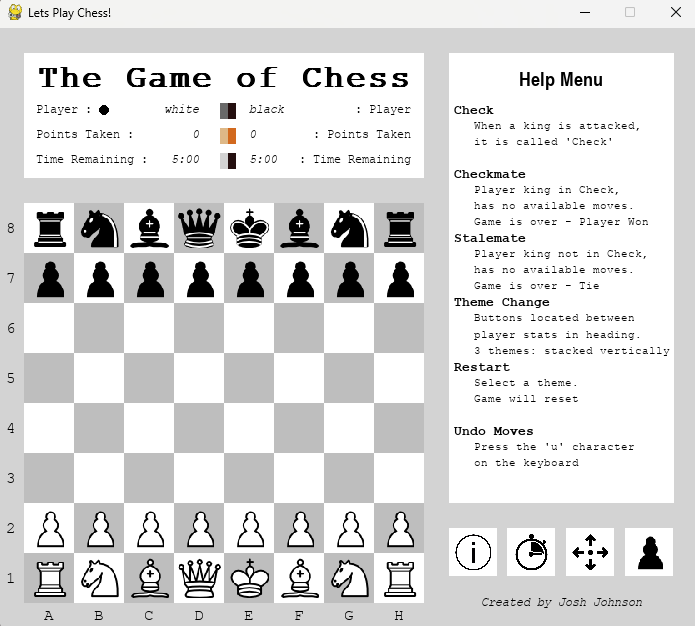 Lets Play Chess!
The Game of Chess
Player : white black : Player
Points Taken : 0 0 : Points Taken
Time Remaining : 5:00 5:00 : Time Remaining
8
7
6
5
4
3
2
1
A B C D E F G H
Help Menu
Check
When a king is attacked,
it is called 'Check'
Checkmate
Player king in Check,
has no available moves.
Game is over - Player Won
Stalemate
Player king not in Check,
has no available moves.
Game is over - Tie
Theme Change
Buttons located between
player stats in heading.
3 themes: stacked vertically
Restart
Select a theme.
Game will reset
Undo Moves
Press the 'u' character
on the keyboard
i
Created by Josh Johnson